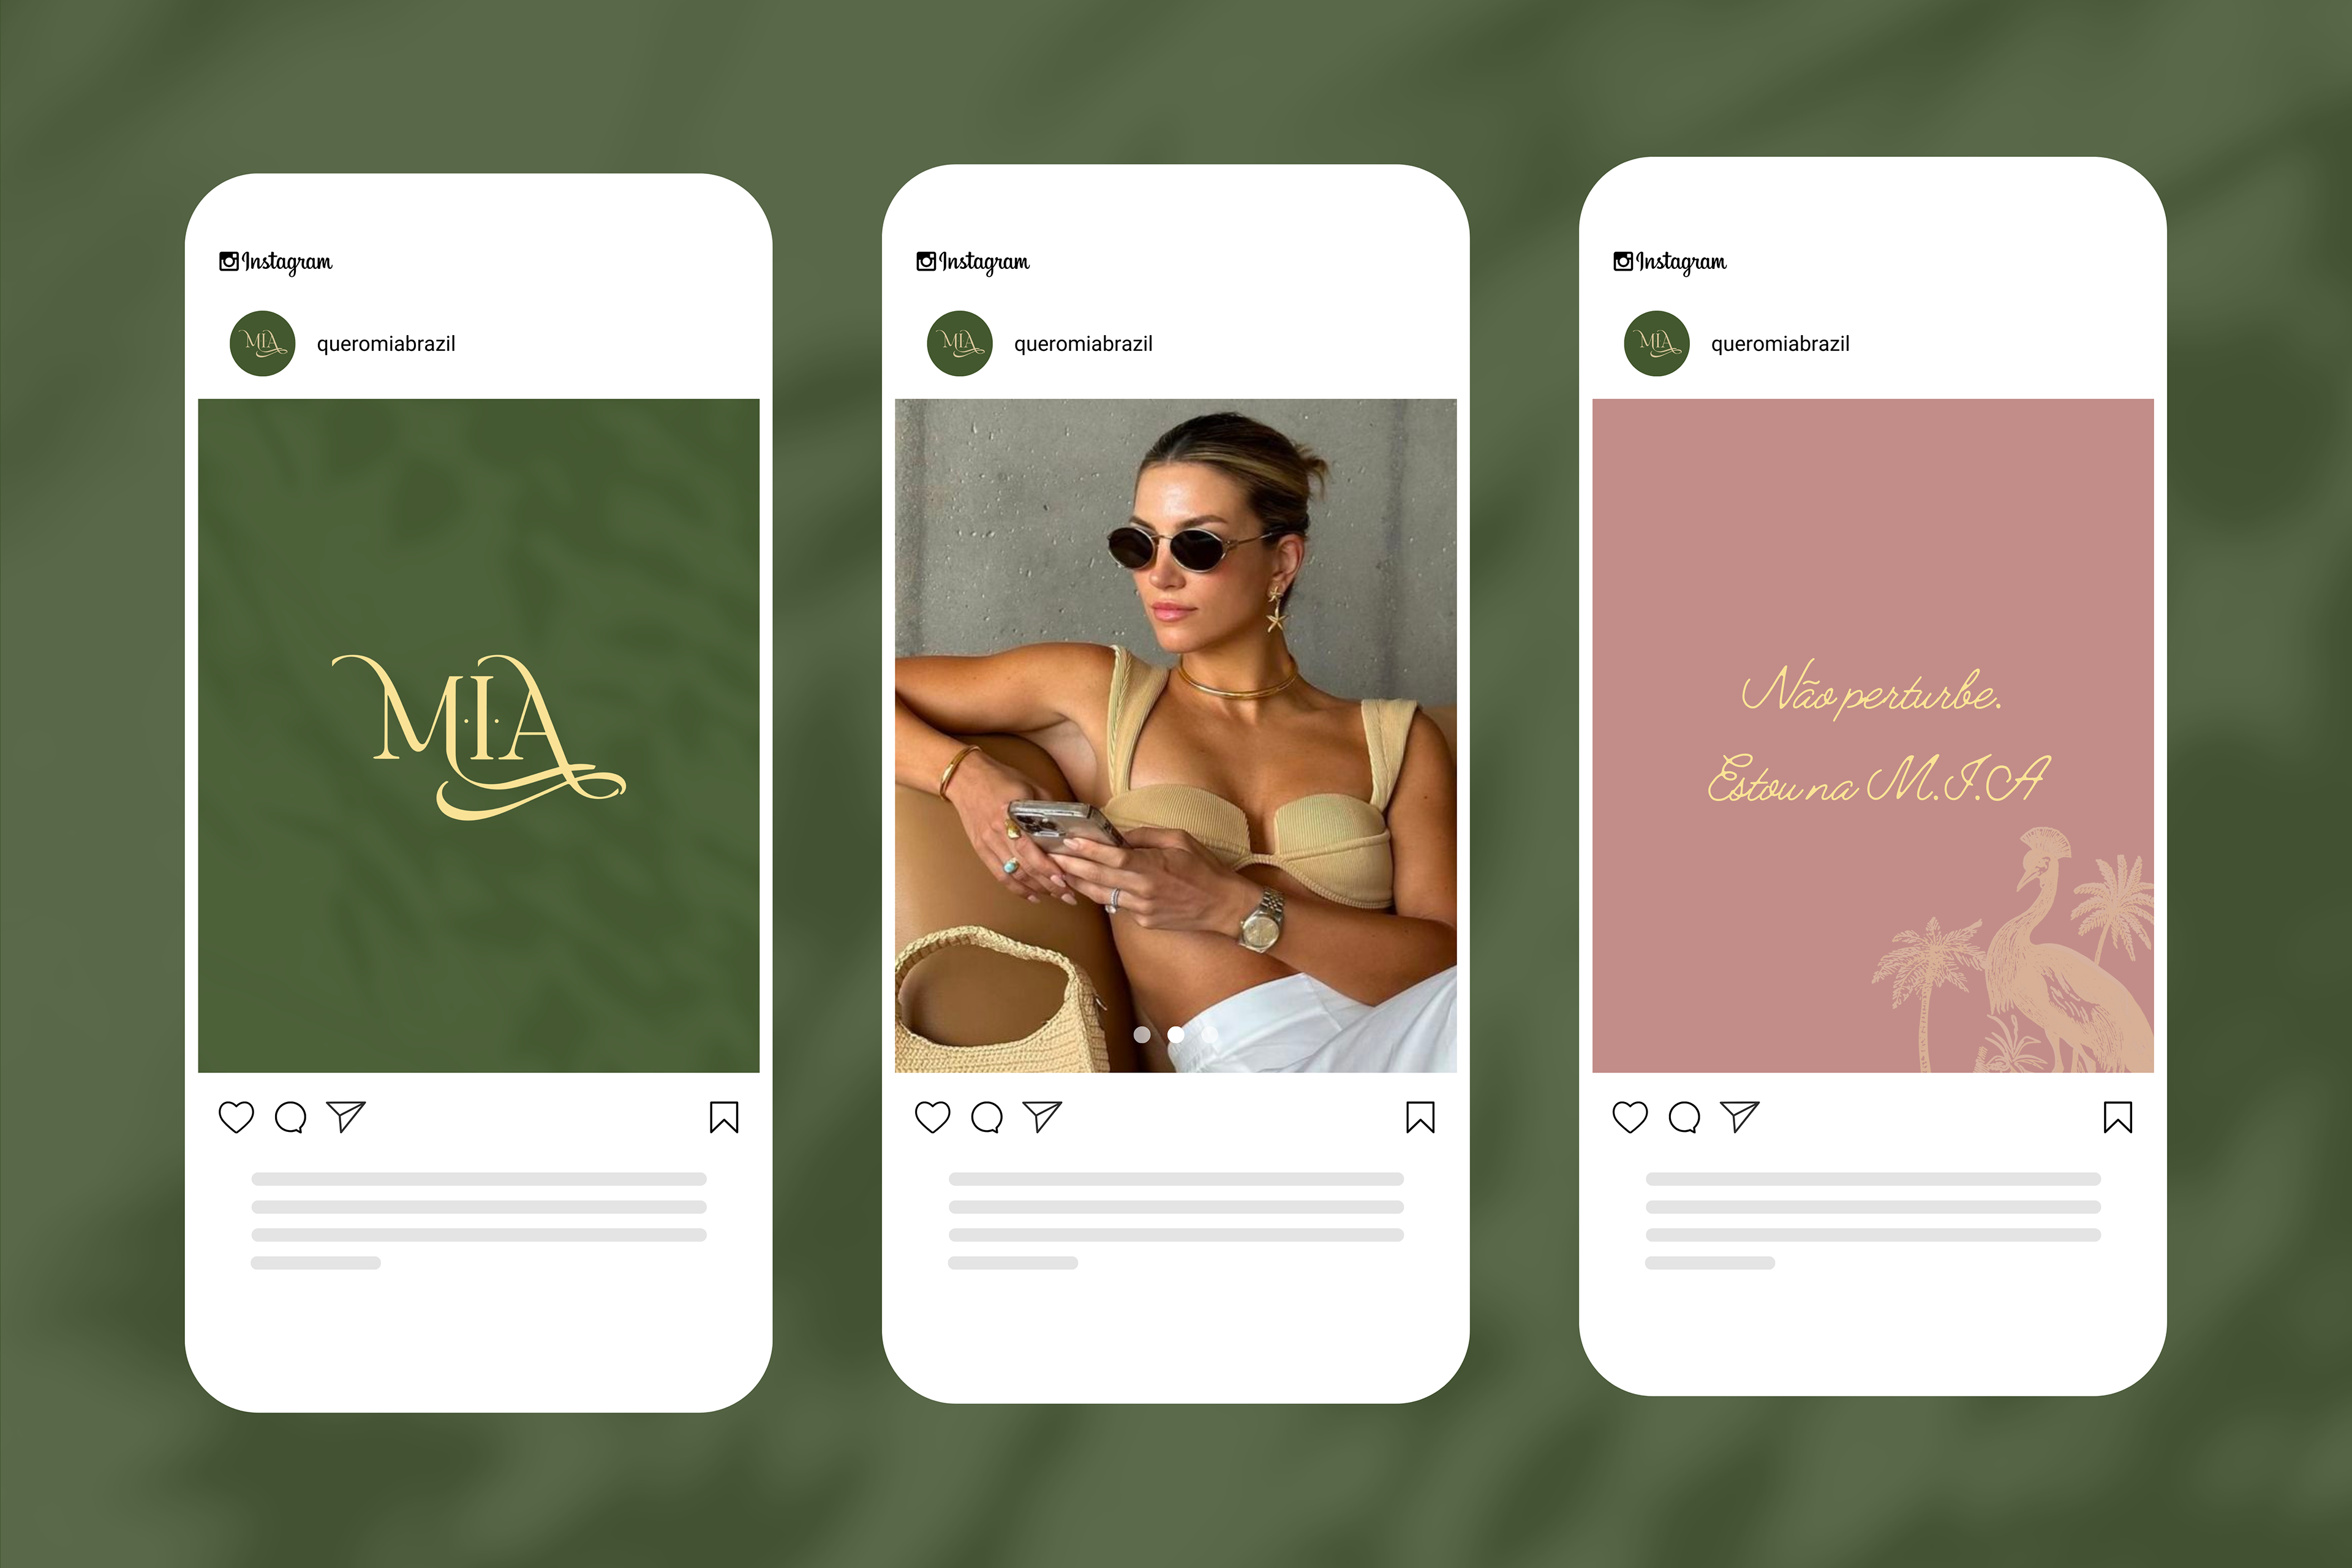 Instagram
MIA queromiabrazil
M·I·A
Instagram
MIA queromiabrazil
Instagram
MIA queromiabrazil
Não perturbe.
Estou na M.I.A